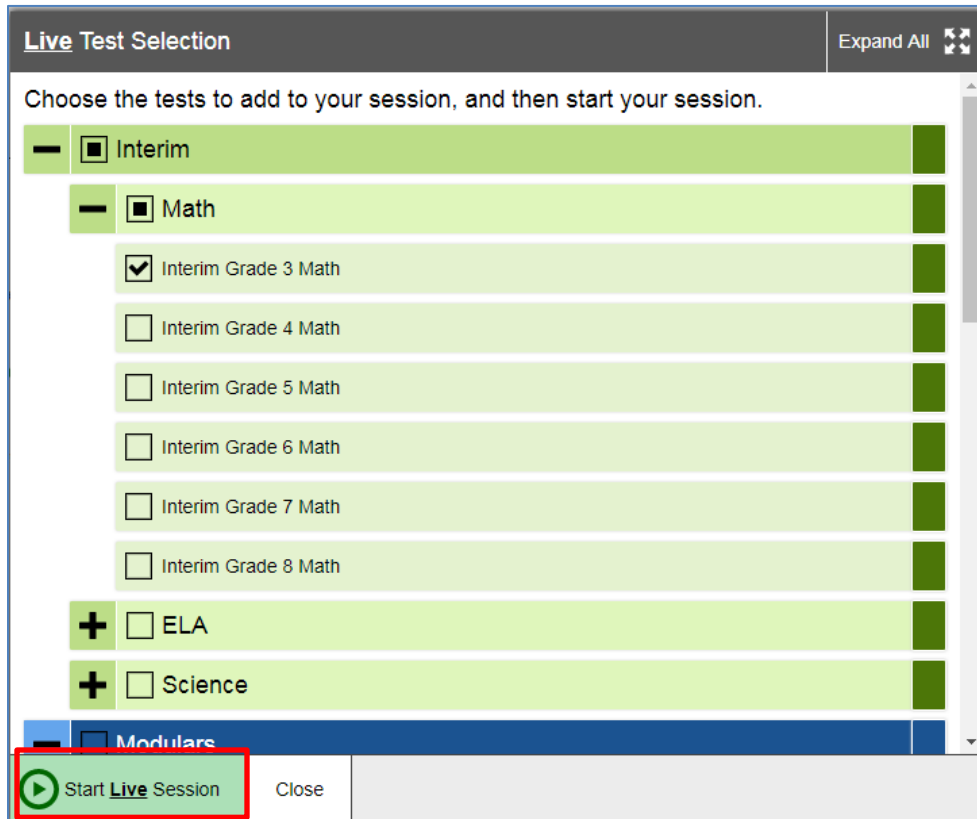 Live Test Selection Expand All
Choose the tests to add to your session, and then start your session.
Interim
Math
Interim Grade 3 Math
Interim Grade 4 Math
Interim Grade 5 Math
Interim Grade 6 Math
Interim Grade 7 Math
Interim Grade 8 Math
ELA
Science
Modulars
Start Live Session Close